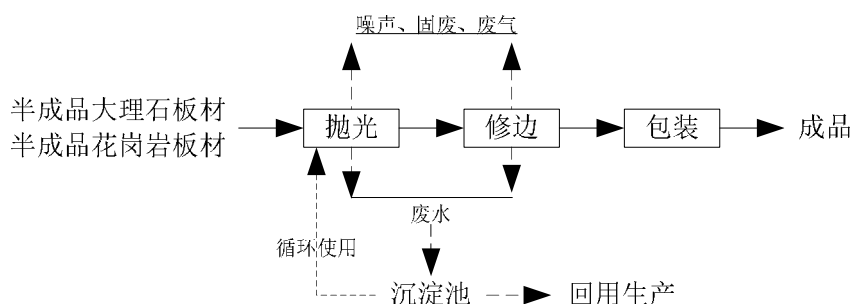 噪声、固废、废气
半成品大理石板材
半成品花岗岩板材
抛光
修边
包装
成品
废水
循环使用
沉淀池
回用生产